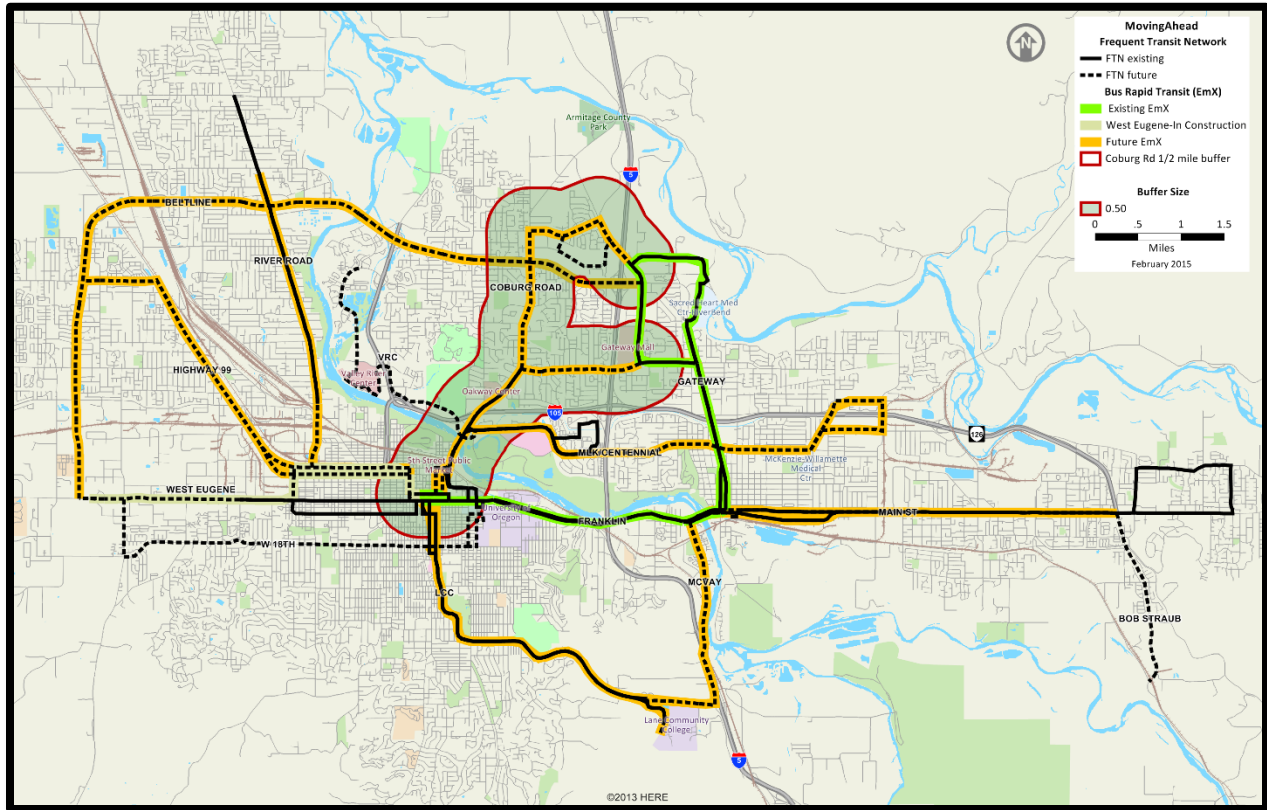 MovingAhead
Frequent Transit Network
FTN existing
FTN future
Bus Rapid Transit (EmX)
Existing EmX
West Eugene-In Construction
Future EmX
Coburg Rd 1/2 mile buffer
Buffer Size
0.50
0 .5 1 1.5
Miles
February 2015
N
Armitage County
Park
5
BELTLINE
RIVER ROAD
COBURG ROAD
Sacred Heart Med
Ctr-RiverBend
Gateway Mall
VRC
Valley River
Center
HIGHWAY 99
GATEWAY
Oakway Center
105
126
5th Street Public
Market
MLK/CENTENNIAL
McKenzie-Willamette
Medical
Ctr
WEST EUGENE
University of
Oregon
FRANKLIN
MAIN ST
W 18TH
MCVAY
LCC
BOB STRAUB
Lane Community
College
5
©2013 HERE